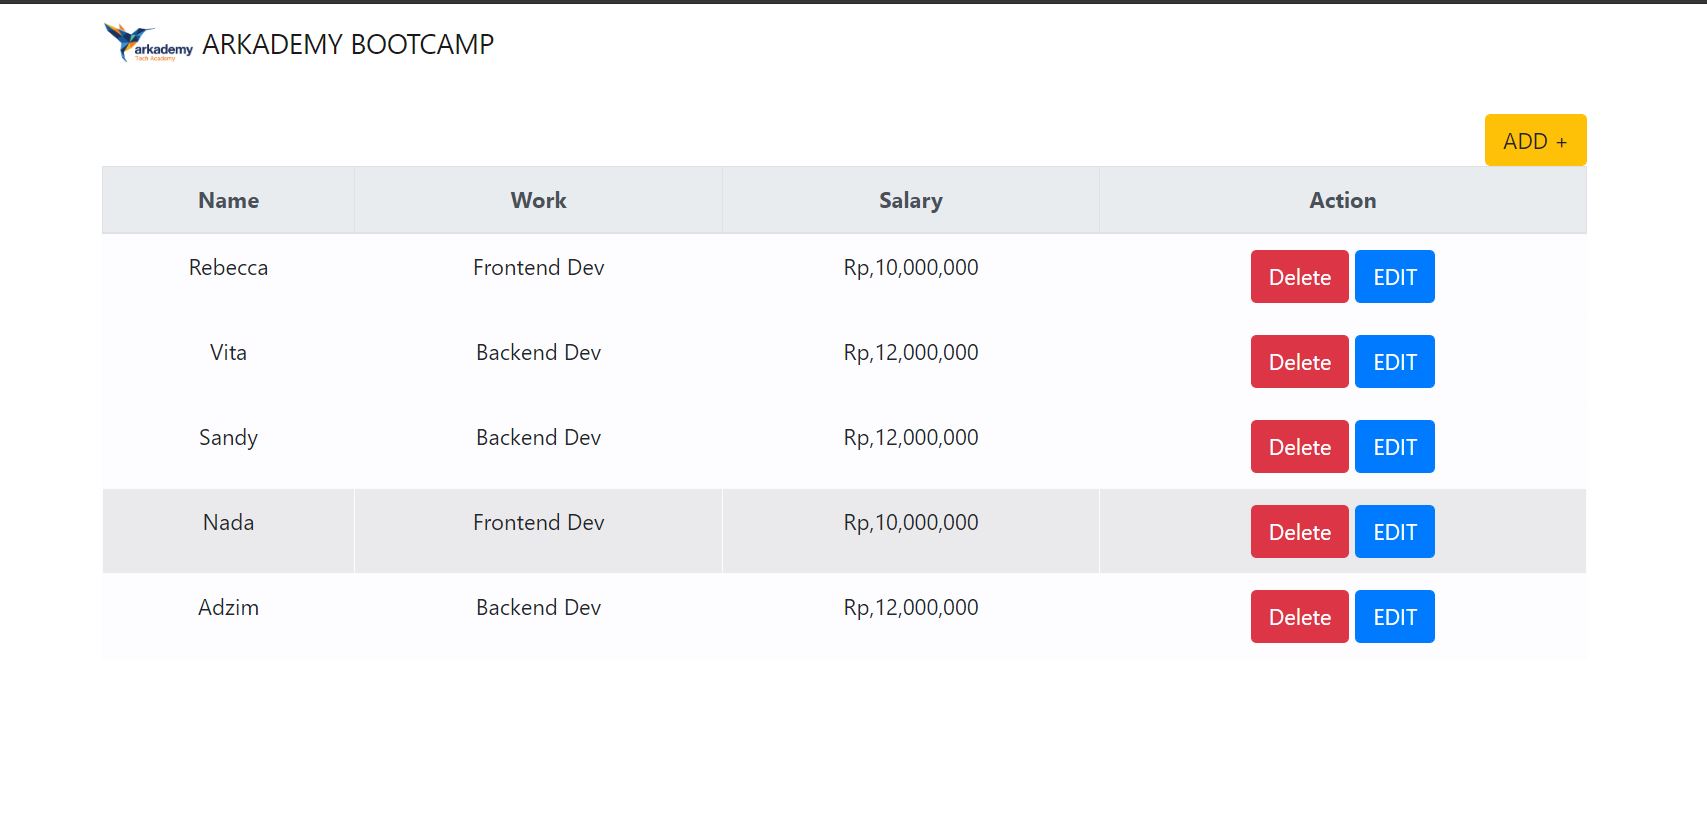 arkademy
Tech Academy
ARKADEMY BOOTCAMP
ADD +
Name Work Salary Action
Rebecca Frontend Dev Rp,10,000,000 Delete EDIT
Vita Backend Dev Rp,12,000,000 Delete EDIT
Sandy Backend Dev Rp,12,000,000 Delete EDIT
Nada Frontend Dev Rp,10,000,000 Delete EDIT
Adzim Backend Dev Rp,12,000,000 Delete EDIT